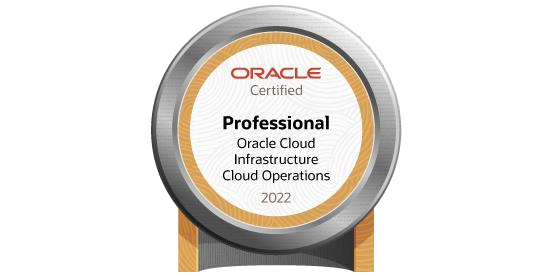 ORACLE
Certified
Professional
Oracle Cloud
Infrastructure
Cloud Operations
2022